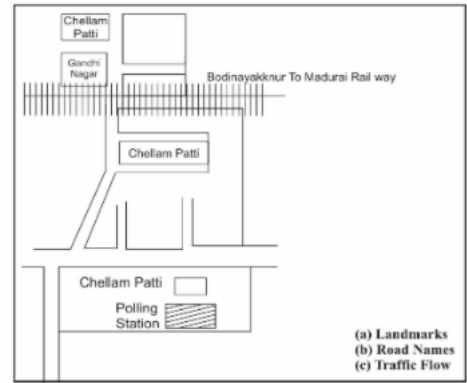 Chellam
Patti
Gandhi
Nagar
Bodinayakknur To Madurai Rail way
Chellam Patti
Chellam Patti
Polling
Station
(a) Landmarks
(b) Road Names
(c) Traffic Flow